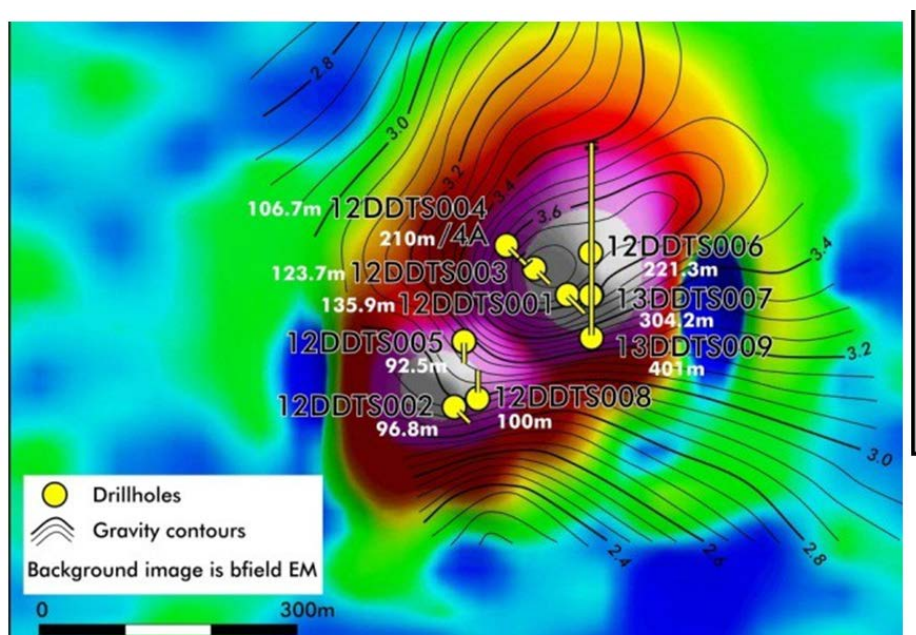 2.8
3.0
3.2
3.4
3.6
3.4
106.7m 12DDTS004
210m /4A
12DDTS006
221.3m
123.7m 12DDTS003
135.9m 12DDTS001
13DDTS007
304.2m
12DDTS005
92.5m
13DDTS009
401m
3.2
12DDTS002
96.8m
12DDTS008
100m
3.0
2.4
2.6
2.8
Drillholes
Gravity contours
Background image is bfield EM
0 300m